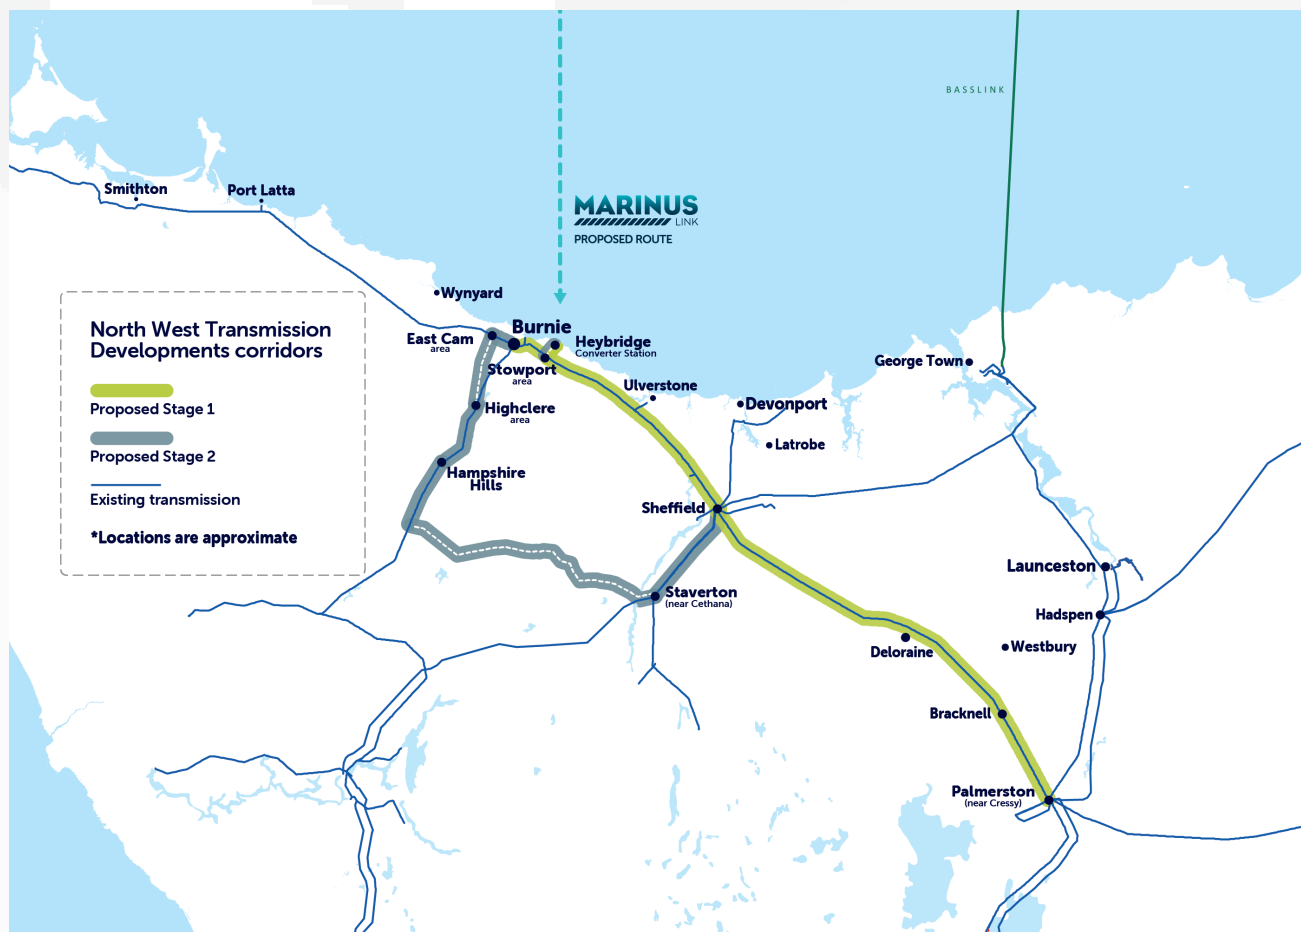 BASSLINK
Smithton
Port Latta
MARINUS
LINK
PROPOSED ROUTE
Wynyard
North West Transmission
Developments corridors
Proposed Stage 1
Proposed Stage 2
Existing transmission
*Locations are approximate
Burnie
East Cam
area
Heybridge
Converter Station
Stowport
area
George Town
Ulverstone
Highclere
area
Devonport
Latrobe
Hampshire
Hills
Sheffield
Launceston
Staverton
(near Cethana)
Hadspen
Westbury
Deloraine
Bracknell
Palmerston
(near Cressy)